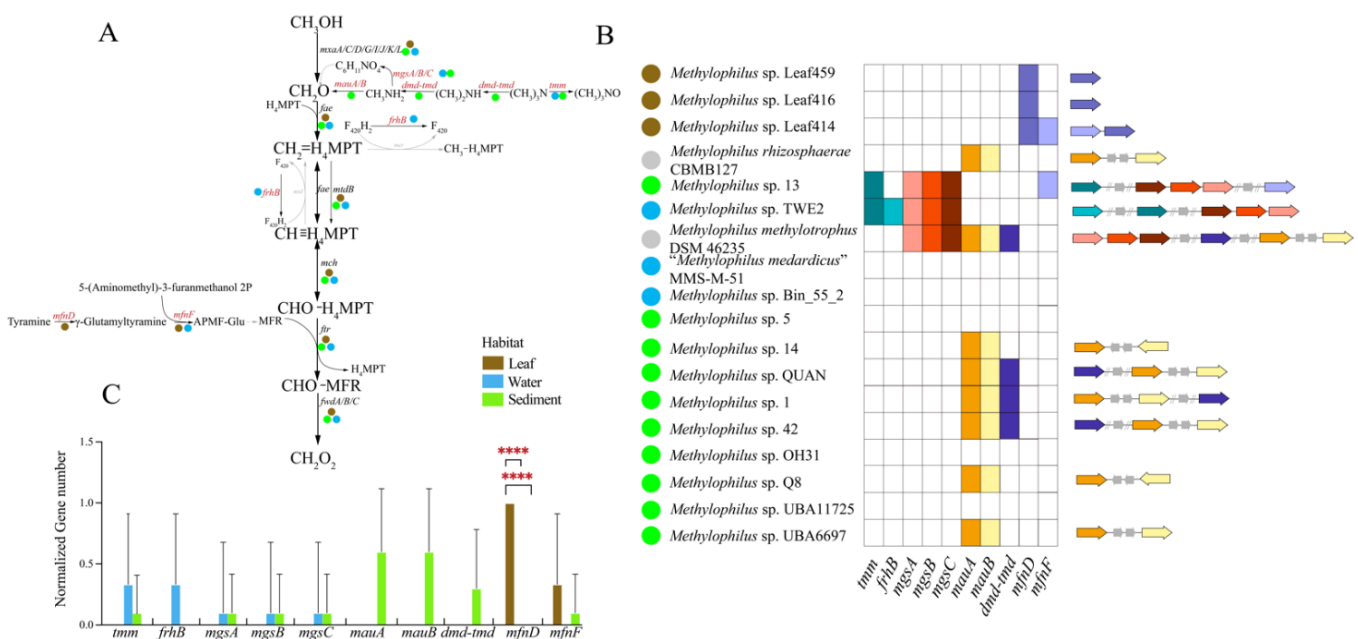 A
CH3OH
mxaA/C/D/G/I/J/K/L
C6H11NO4
mgsA/B/C
mauA/B
dmd-tmd
dmd-tmd
tmm
CH2O
CH3NH2
(CH3)2NH
(CH3)3N
(CH3)3NO
H4MPT
fae
F420H2
frhB
F420
CH2=H4MPT
CH3-H4MPT
F420
frhB
fae
mtdB
F420H2
CH≡H4MPT
mch
5-(Aminomethyl)-3-furanmethanol 2P
CHO-H4MPT
Tyramine
mfnD
γ-Glutamyltyramine
mfnF
APMF-Glu
MFR
ftr
H4MPT
CHO-MFR
fwdA/B/C
CH2O2
Habitat
Leaf
Water
Sediment
B
Methylophilus sp. Leaf459
Methylophilus sp. Leaf416
Methylophilus sp. Leaf414
Methylophilus rhizosphaerae
CBMB127
Methylophilus sp. 13
Methylophilus sp. TWE2
Methylophilus methylotrophus
DSM 46235
“Methylophilus medardicus”
MMS-M-51
Methylophilus sp. Bin_55_2
Methylophilus sp. 5
Methylophilus sp. 14
Methylophilus sp. QUAN
Methylophilus sp. 1
Methylophilus sp. 42
Methylophilus sp. OH31
Methylophilus sp. Q8
Methylophilus sp. UBA11725
Methylophilus sp. UBA6697
tmm
frhB
mgsA
mgsB
mgsC
mauA
mauB
dmd-tmd
mfnD
mfnF
C
Normalized Gene number
1.5
1.0
0.5
0.0
****
****
tmm
frhB
mgsA
mgsB
mgsC
mauA
mauB
dmd-tmd
mfnD
mfnF